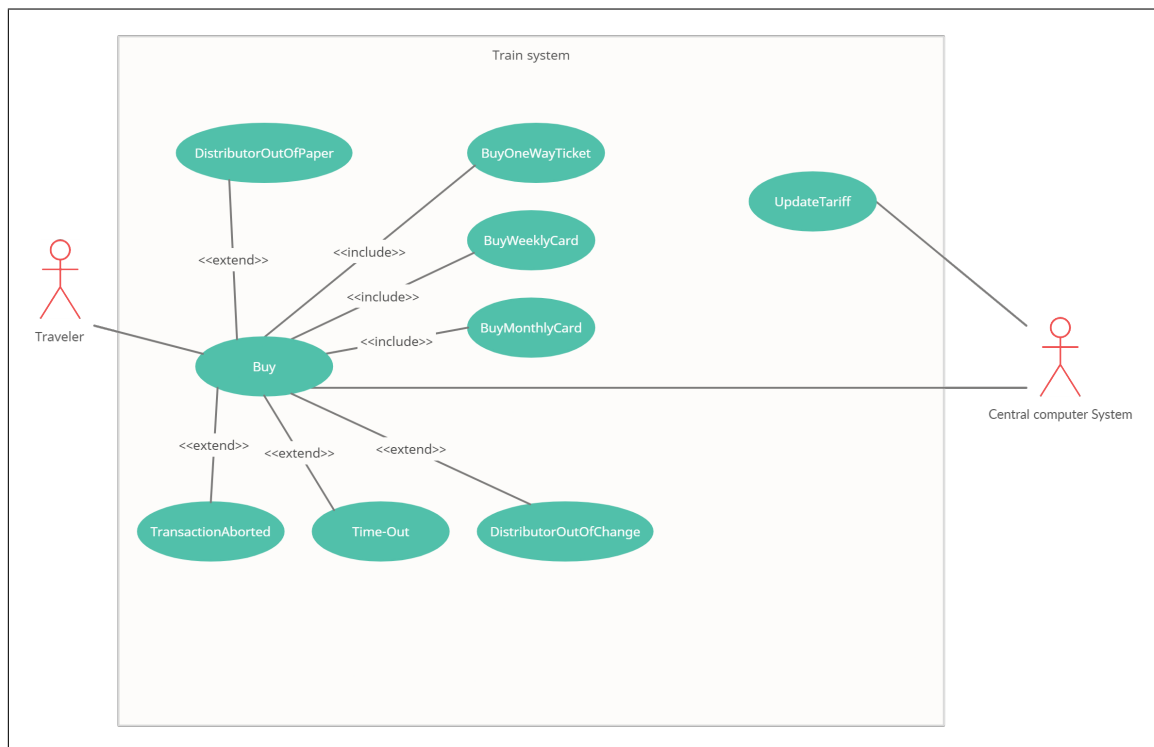 Train system
DistributorOutOfPaper
BuyOneWayTicket
UpdateTariff
BuyWeeklyCard
<<include>>
<<extend>>
<<include>>
BuyMonthlyCard
Traveler
<<include>>
Buy
Central computer System
<<extend>>
<<extend>>
<<extend>>
TransactionAborted
Time-Out
DistributorOutOfChange